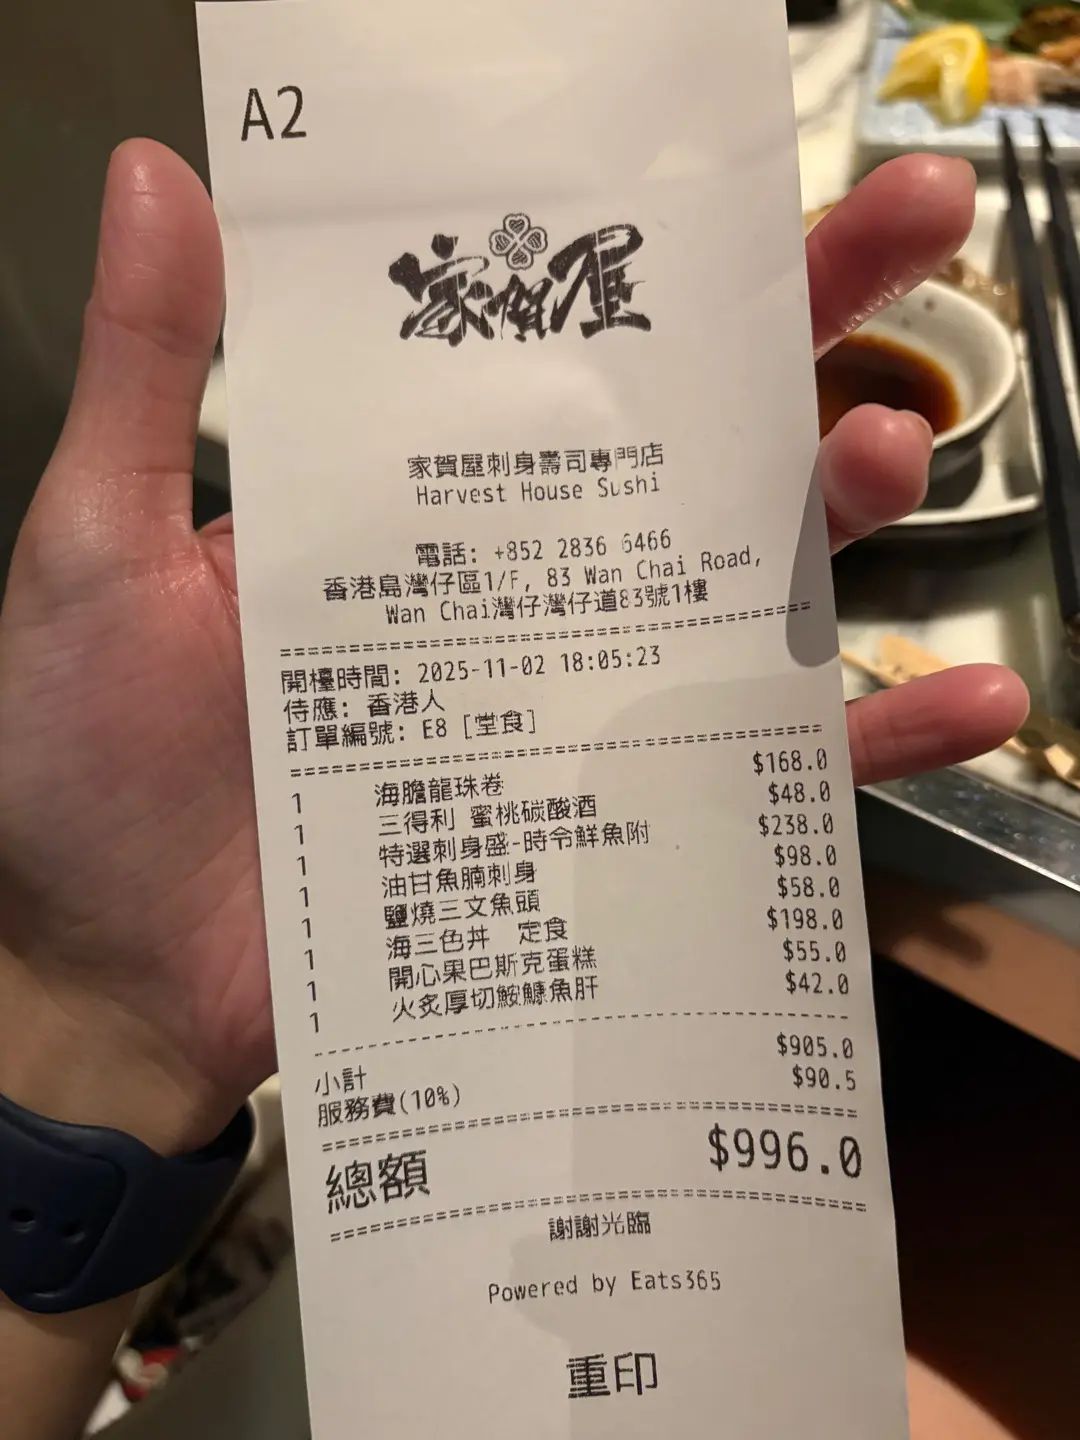 A2
家賀屋
家賀屋刺身壽司專門店
Harvest House Sushi
電話: +852 2836 6466
香港島灣仔區1/F, 83 Wan Chai Road,
Wan Chai灣仔灣仔道83號1樓
開檯時間: 2025-11-02 18:05:23
侍應: 香港人
訂單編號: E8 [堂食]
1 海膽龍珠卷 $168.0
1 三得利 蜜桃碳酸酒 $48.0
1 特選刺身盛-時令鮮魚附 $238.0
1 油甘魚腩刺身 $98.0
1 鹽燒三文魚頭 $58.0
1 海三色丼 定食 $198.0
1 開心果巴斯克蛋糕 $55.0
1 火炙厚切鮟鱇魚肝 $42.0
小計 $905.0
服務費(10%) $90.5
總額 $996.0
謝謝光臨
Powered by Eats365
重印